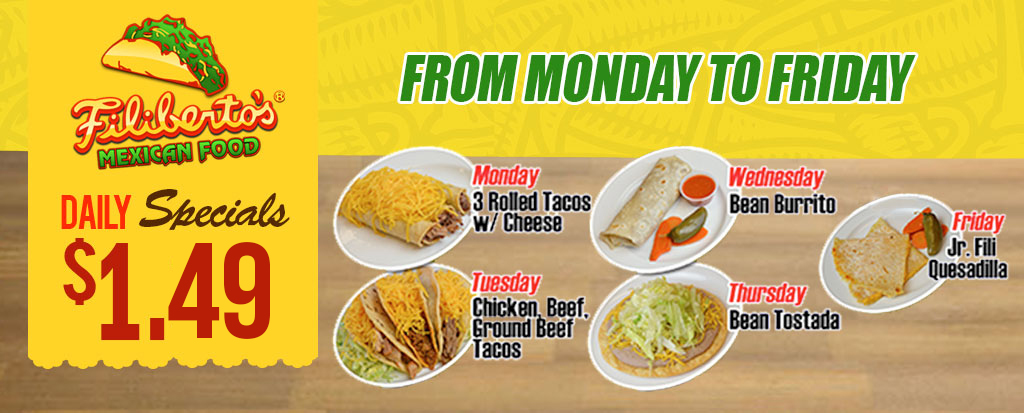 Filiberto's®
MEXICAN FOOD
DAILY Specials
$1.49
FROM MONDAY TO FRIDAY
Monday
3 Rolled Tacos
w/ Cheese
Tuesday
Chicken, Beef,
Ground Beef
Tacos
Wednesday
Bean Burrito
Thursday
Bean Tostada
Friday
Jr. Fili
Quesadilla